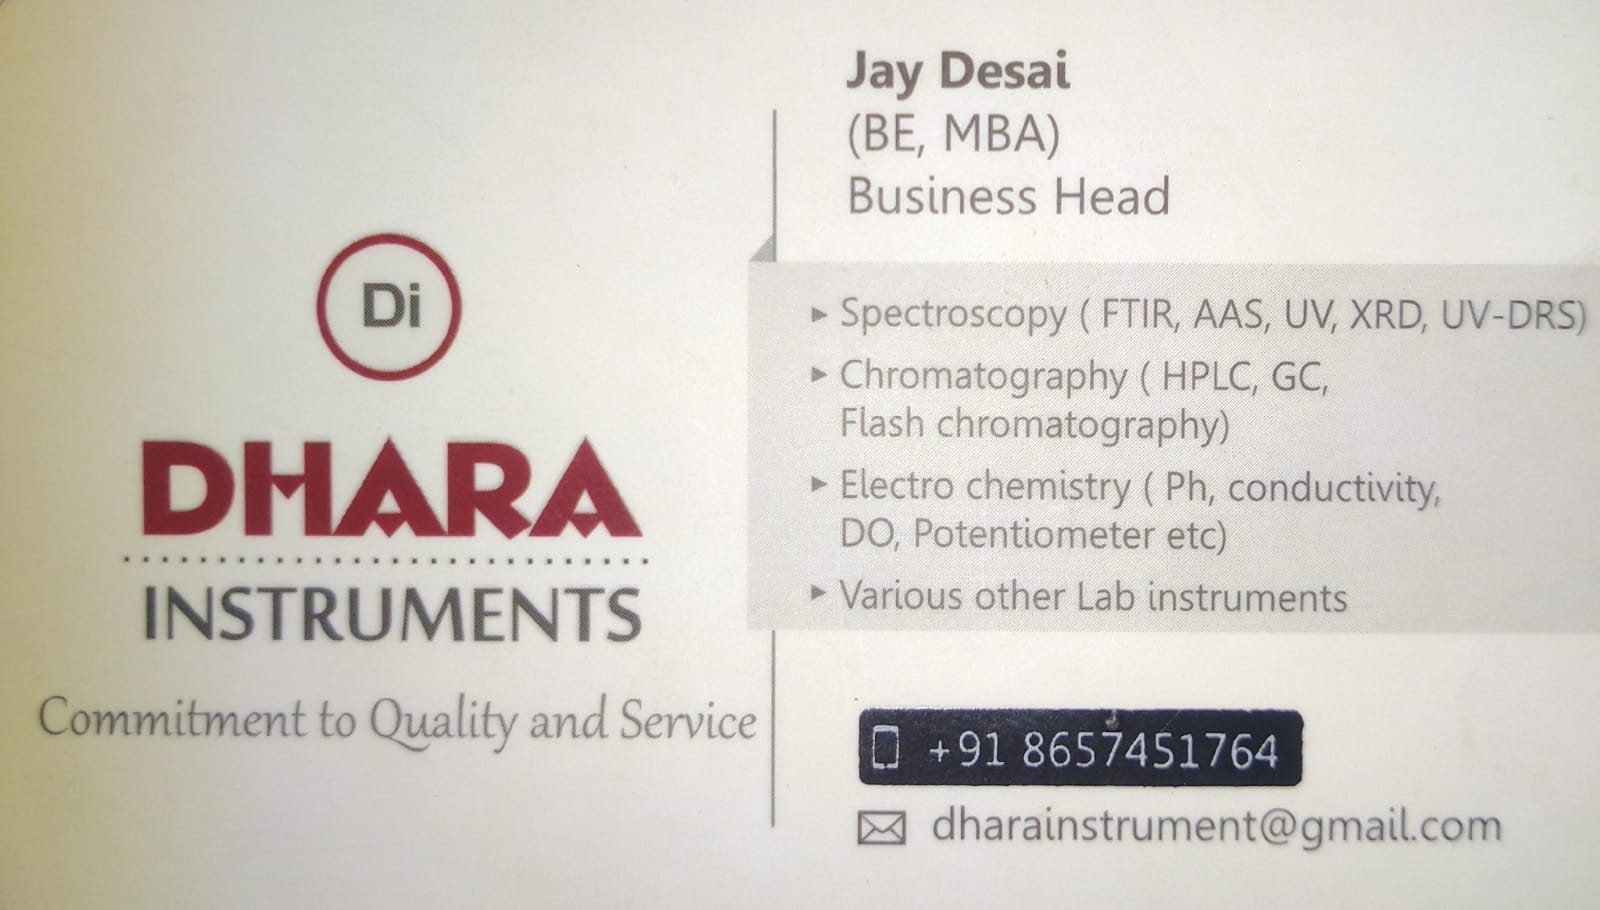 Di
DHARA
INSTRUMENTS
Commitment to Quality and Service
Jay Desai
(BE, MBA)
Business Head
▸ Spectroscopy ( FTIR, AAS, UV, XRD, UV-DRS)
▸ Chromatography ( HPLC, GC,
Flash chromatography)
▸ Electro chemistry ( Ph, conductivity,
DO, Potentiometer etc)
▸ Various other Lab instruments
+91 8657451764
dharainstrument@gmail.com